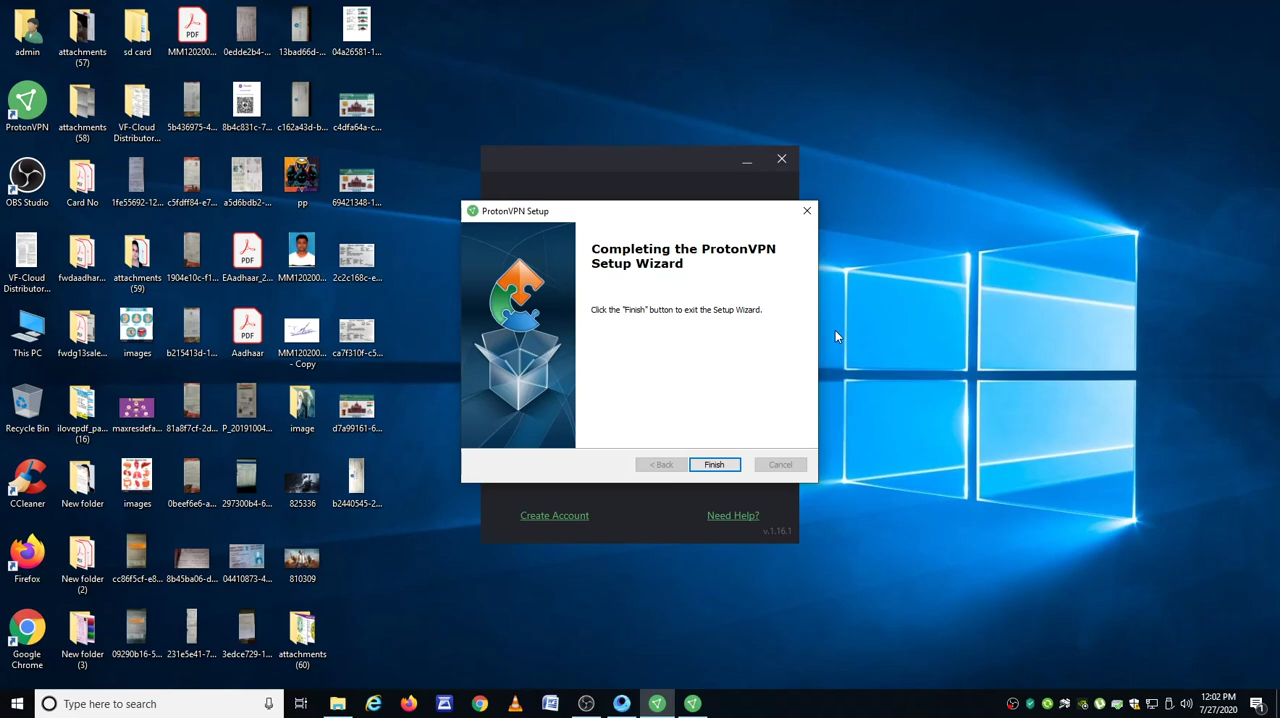 admin
attachments
(57)
sd card
PDF
MM120200...
0edde2b4-...
13bad66d-...
04a26581-1...
ProtonVPN
attachments
(58)
VF-Cloud
Distributor...
5b436975-4...
8b4c831c-7...
c162a43d-b...
c4dfa64a-c...
OBS Studio
Card No
1fe55692-12...
c5fdff84-e7...
a5d6bdb2-...
pp
69421348-1...
VF-Cloud
Distributor...
fwdaadhar...
attachments
(59)
1904e10c-f1...
PDF
EAadhaar_2...
MM120200...
2c2c168c-e...
This PC
fwdg13sale...
images
b215413d-1...
PDF
Aadhaar
MM120200...
- Copy
ca7f310f-c5...
Recycle Bin
ilovepdf_pa...
(16)
maxresdefa...
81a8f7cf-2d...
P_20191004...
image
d7a99161-6...
CCleaner
New folder
images
0beef6e6-a...
297300b4-6...
825336
b2440545-2...
Firefox
New folder
(2)
cc86f5cf-e8...
8b45ba06-d...
04410873-4...
810309
Google
Chrome
New folder
(3)
09290b16-5...
231e5e41-7...
3edce729-1...
attachments
(60)
ProtonVPN Setup
Completing the ProtonVPN
Setup Wizard
Click the "Finish" button to exit the Setup Wizard.
< Back
Finish
Cancel
Create Account
Need Help?
v.1.16.1
Type here to search
12:02 PM
7/27/2020